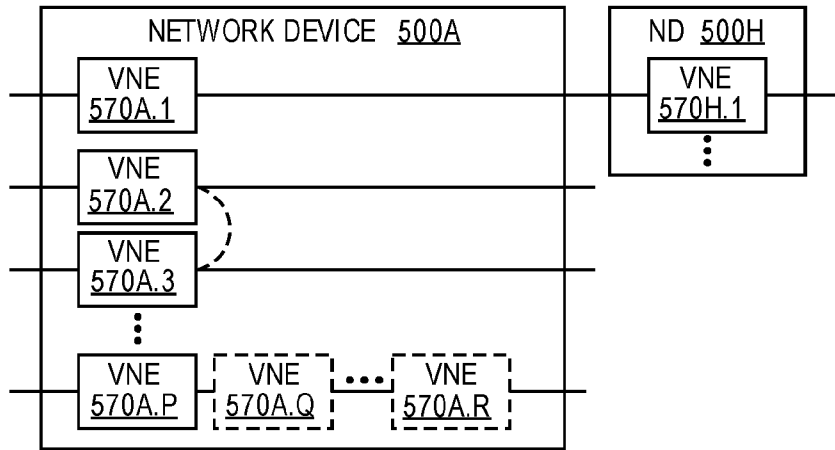 NETWORK DEVICE 500A
ND 500H
VNE
570A.1
VNE
570H.1
VNE
570A.2
VNE
570A.3
VNE
570A.P
VNE
570A.Q
VNE
570A.R